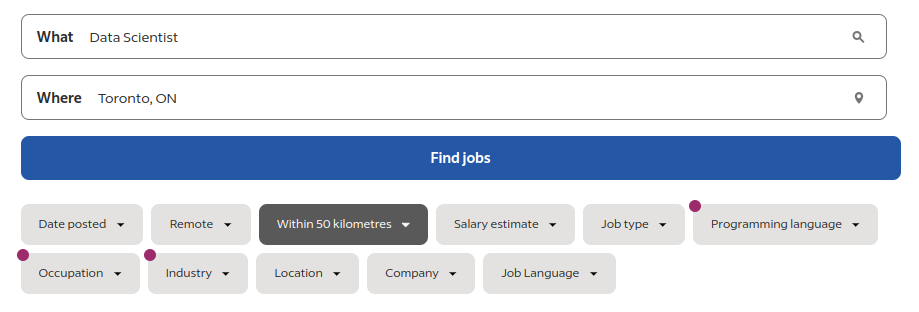 What Data Scientist
Where Toronto, ON
Find jobs
Date posted Remote Within 50 kilometres Salary estimate Job type Programming language
Occupation Industry Location Company Job Language